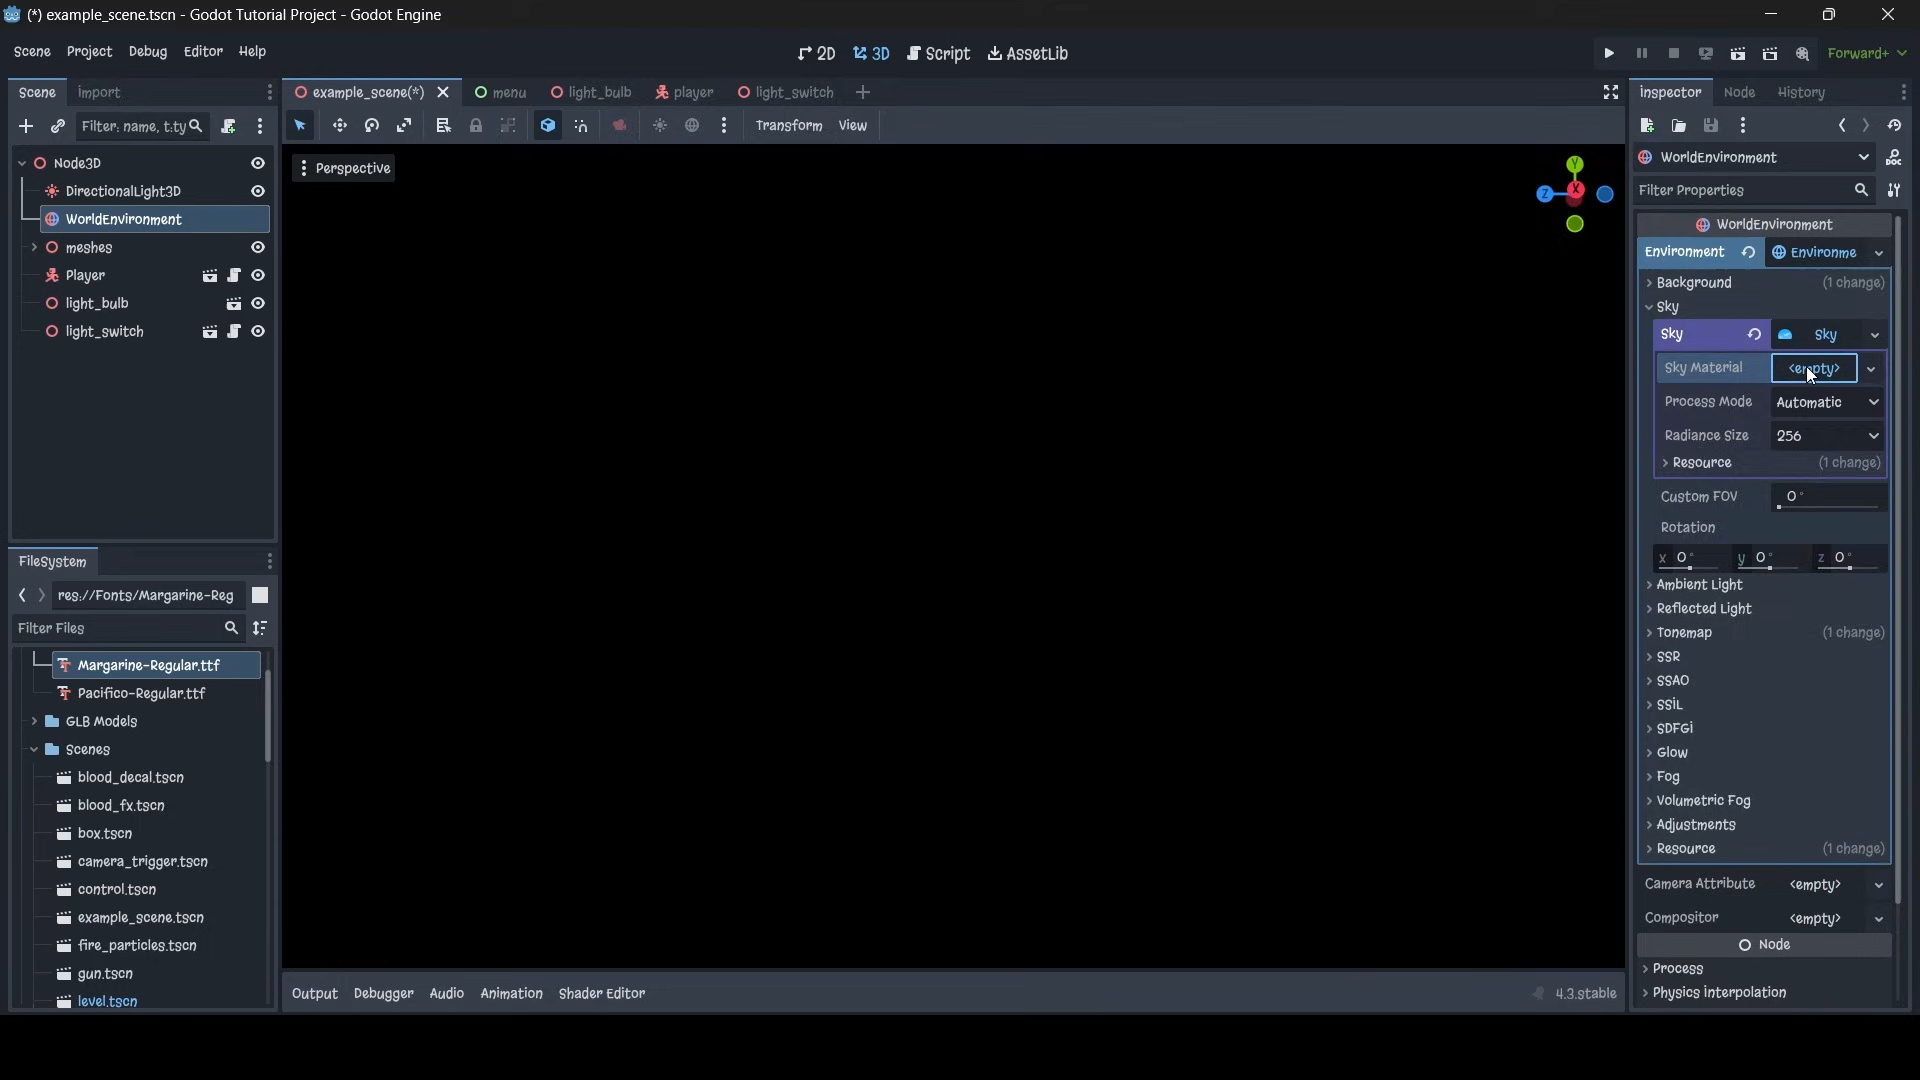 (*) example_scene.tscn - Godot Tutorial Project - Godot Engine
Scene Project Debug Editor Help
2D 3D Script AssetLib
Forward+
Scene Import
example_scene(*) menu light_bulb player light_switch
Inspector Node History
Filter: name, t:ty
Transform View
Perspective
Y
Z X
Node3D
DirectionalLight3D
WorldEnvironment
meshes
Player
light_bulb
light_switch
FileSystem
res://Fonts/Margarine-Reg
Filter Files
Margarine-Regular.ttf
Pacifico-Regular.ttf
GLB Models
Scenes
blood_decal.tscn
blood_fx.tscn
box.tscn
camera_trigger.tscn
control.tscn
example_scene.tscn
fire_particles.tscn
gun.tscn
level.tscn
Output Debugger Audio Animation Shader Editor
4.3.stable
WorldEnvironment
DOC
Filter Properties
WorldEnvironment
Environment Environme
Background (1 change)
Sky
Sky Sky
Sky Material <empty>
Process Mode Automatic
Radiance Size 256
Resource (1 change)
Custom FOV 0°
Rotation
x 0° y 0° z 0°
Ambient Light
Reflected Light
Tonemap (1 change)
SSR
SSAO
SSIL
SDFGI
Glow
Fog
Volumetric Fog
Adjustments
Resource (1 change)
Camera Attribute <empty>
Compositor <empty>
Node
Process
Physics Interpolation